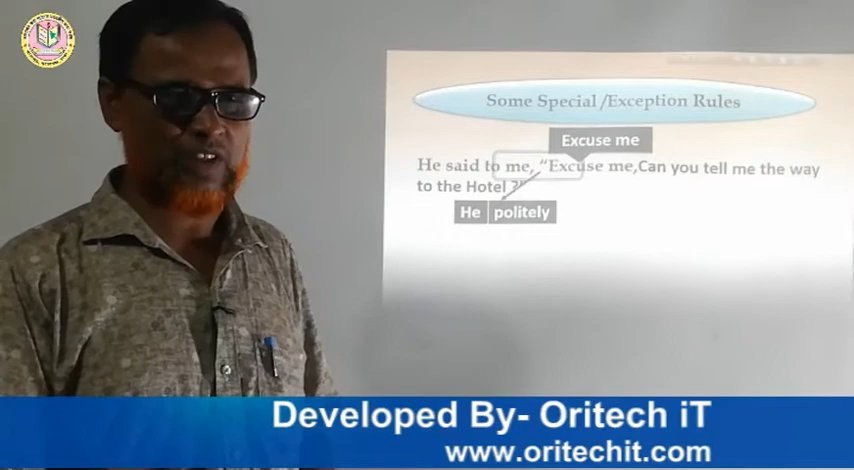 Some Special /Exception Rules
Excuse me
He said to me, “Excuse me,Can you tell me the way
to the Hotel ?”
He politely
Developed By- Oritech iT
www.oritechit.com